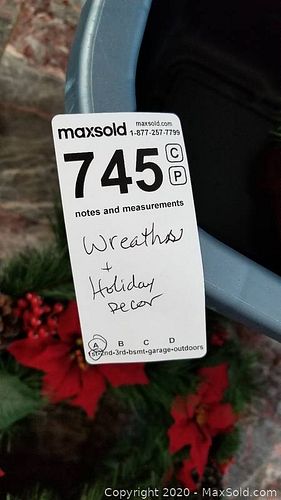 maxsold maxsold.com
1-877-257-7799
745 C
P
notes and measurements
Wreaths
+
Holiday
Decor
A B C D
1st-2nd-3rd-bsmt-garage-outdoors
Copyright © 2020 - MaxSold.com